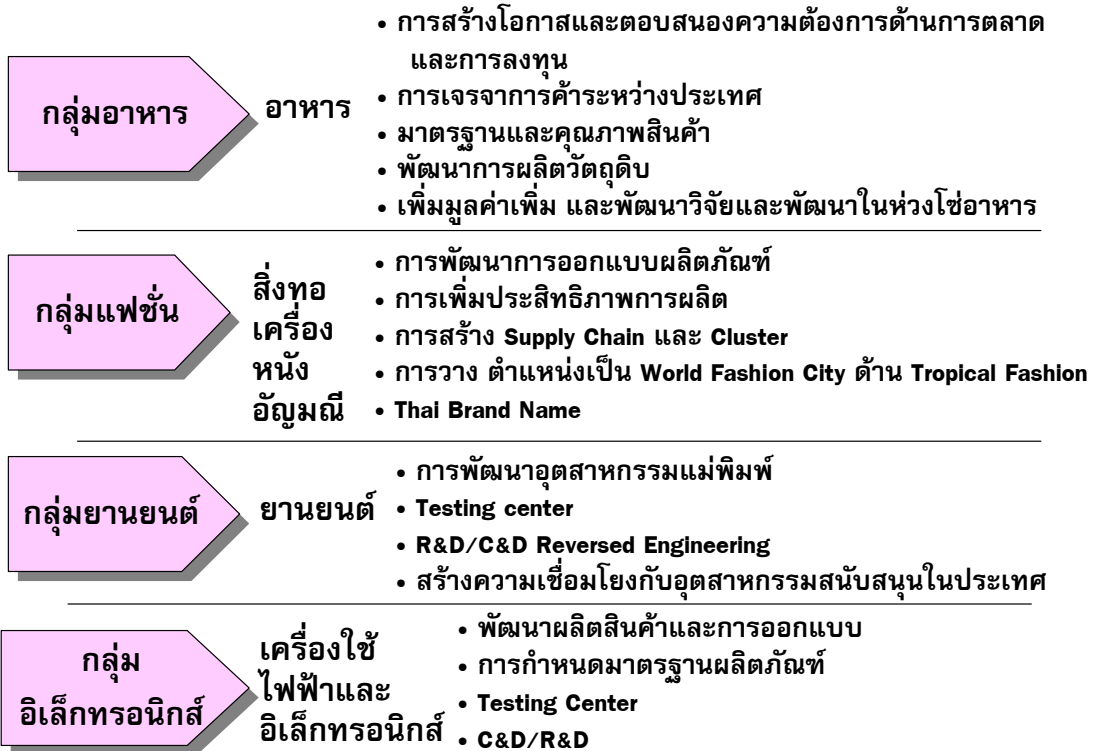 กลุ่มอาหาร
อาหาร
• การสร้างโอกาสและตอบสนองความต้องการด้านการตลาด
และการลงทุน
• การเจรจาการค้าระหว่างประเทศ
• มาตรฐานและคุณภาพสินค้า
• พัฒนาการผลิตวัตถุดิบ
• เพิ่มมูลค่าเพิ่ม และพัฒนาวิจัยและพัฒนาในห่วงโซ่อาหาร
กลุ่มแฟชั่น
สิ่งทอ
เครื่อง
หนัง
อัญมณี
• การพัฒนาการออกแบบผลิตภัณฑ์
• การเพิ่มประสิทธิภาพการผลิต
• การสร้าง Supply Chain และ Cluster
• การวาง ตำแหน่งเป็น World Fashion City ด้าน Tropical Fashion
• Thai Brand Name
กลุ่มยานยนต์
ยานยนต์
• การพัฒนาอุตสาหกรรมแม่พิมพ์
• Testing center
• R&D/C&D Reversed Engineering
• สร้างความเชื่อมโยงกับอุตสาหกรรมสนับสนุนในประเทศ
กลุ่ม
อิเล็กทรอนิกส์
เครื่องใช้
ไฟฟ้าและ
อิเล็กทรอนิกส์
• พัฒนาผลิตสินค้าและการออกแบบ
• การกำหนดมาตรฐานผลิตภัณฑ์
• Testing Center
• C&D/R&D